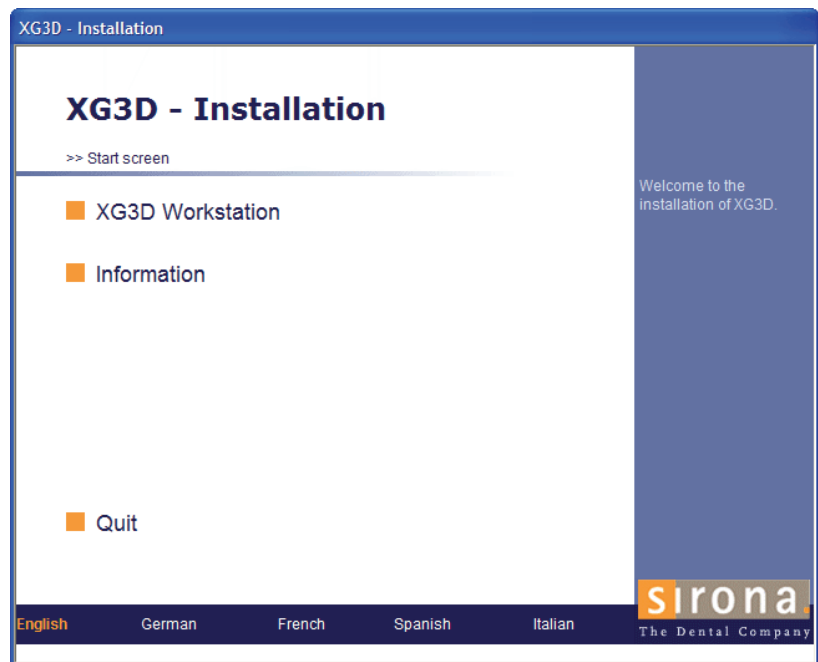 XG3D - Installation
XG3D - Installation
>> Start screen
Welcome to the
installation of XG3D.
XG3D Workstation
Information
Quit
English German French Spanish Italian
sirona.
The Dental Company